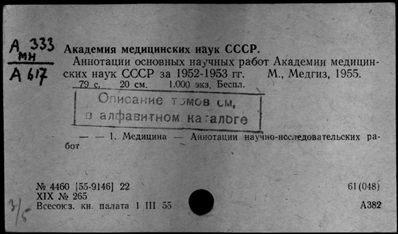 А 333
мн
А 617
Академия медицинских наук СССР.
Аннотации основных научных работ Академии медицин-
ских наук СССР за 1952-1953 гг. М., Медгиз, 1955.
79 с. 20 см. 1.000 экз. Беспл.
Описание томов см.
в алфавитном каталоге
— — 1. Медицина — Аннотации научно-исследовательских ра-
бот
№ 4460 [55-9146] 22 61(048)
XIX № 265
Всесоюз. кн. палата 1 III 55 А382
3/5